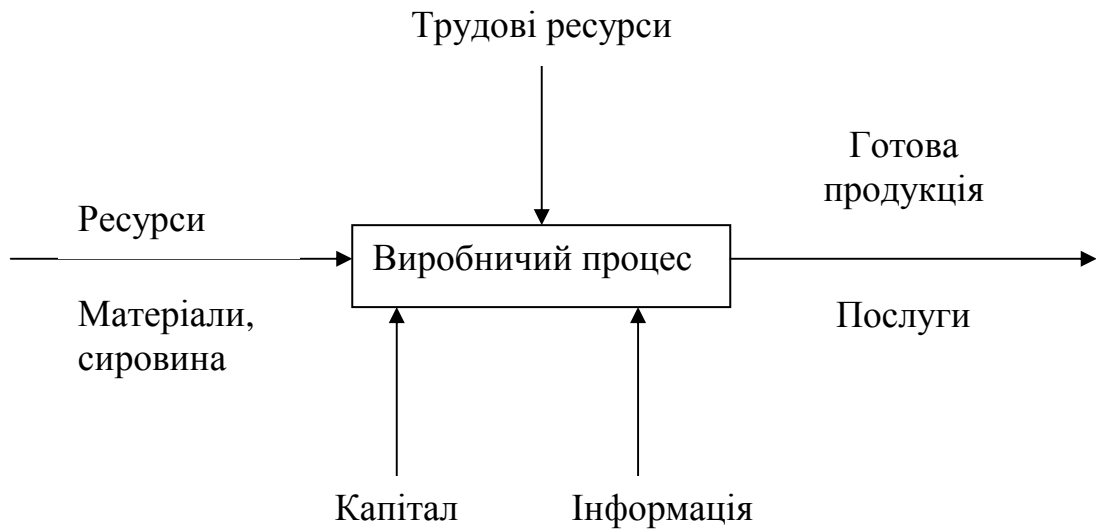 Трудові ресурси
Готова
продукція
Ресурси
Виробничий процес
Матеріали,
сировина
Послуги
Капітал
Інформація